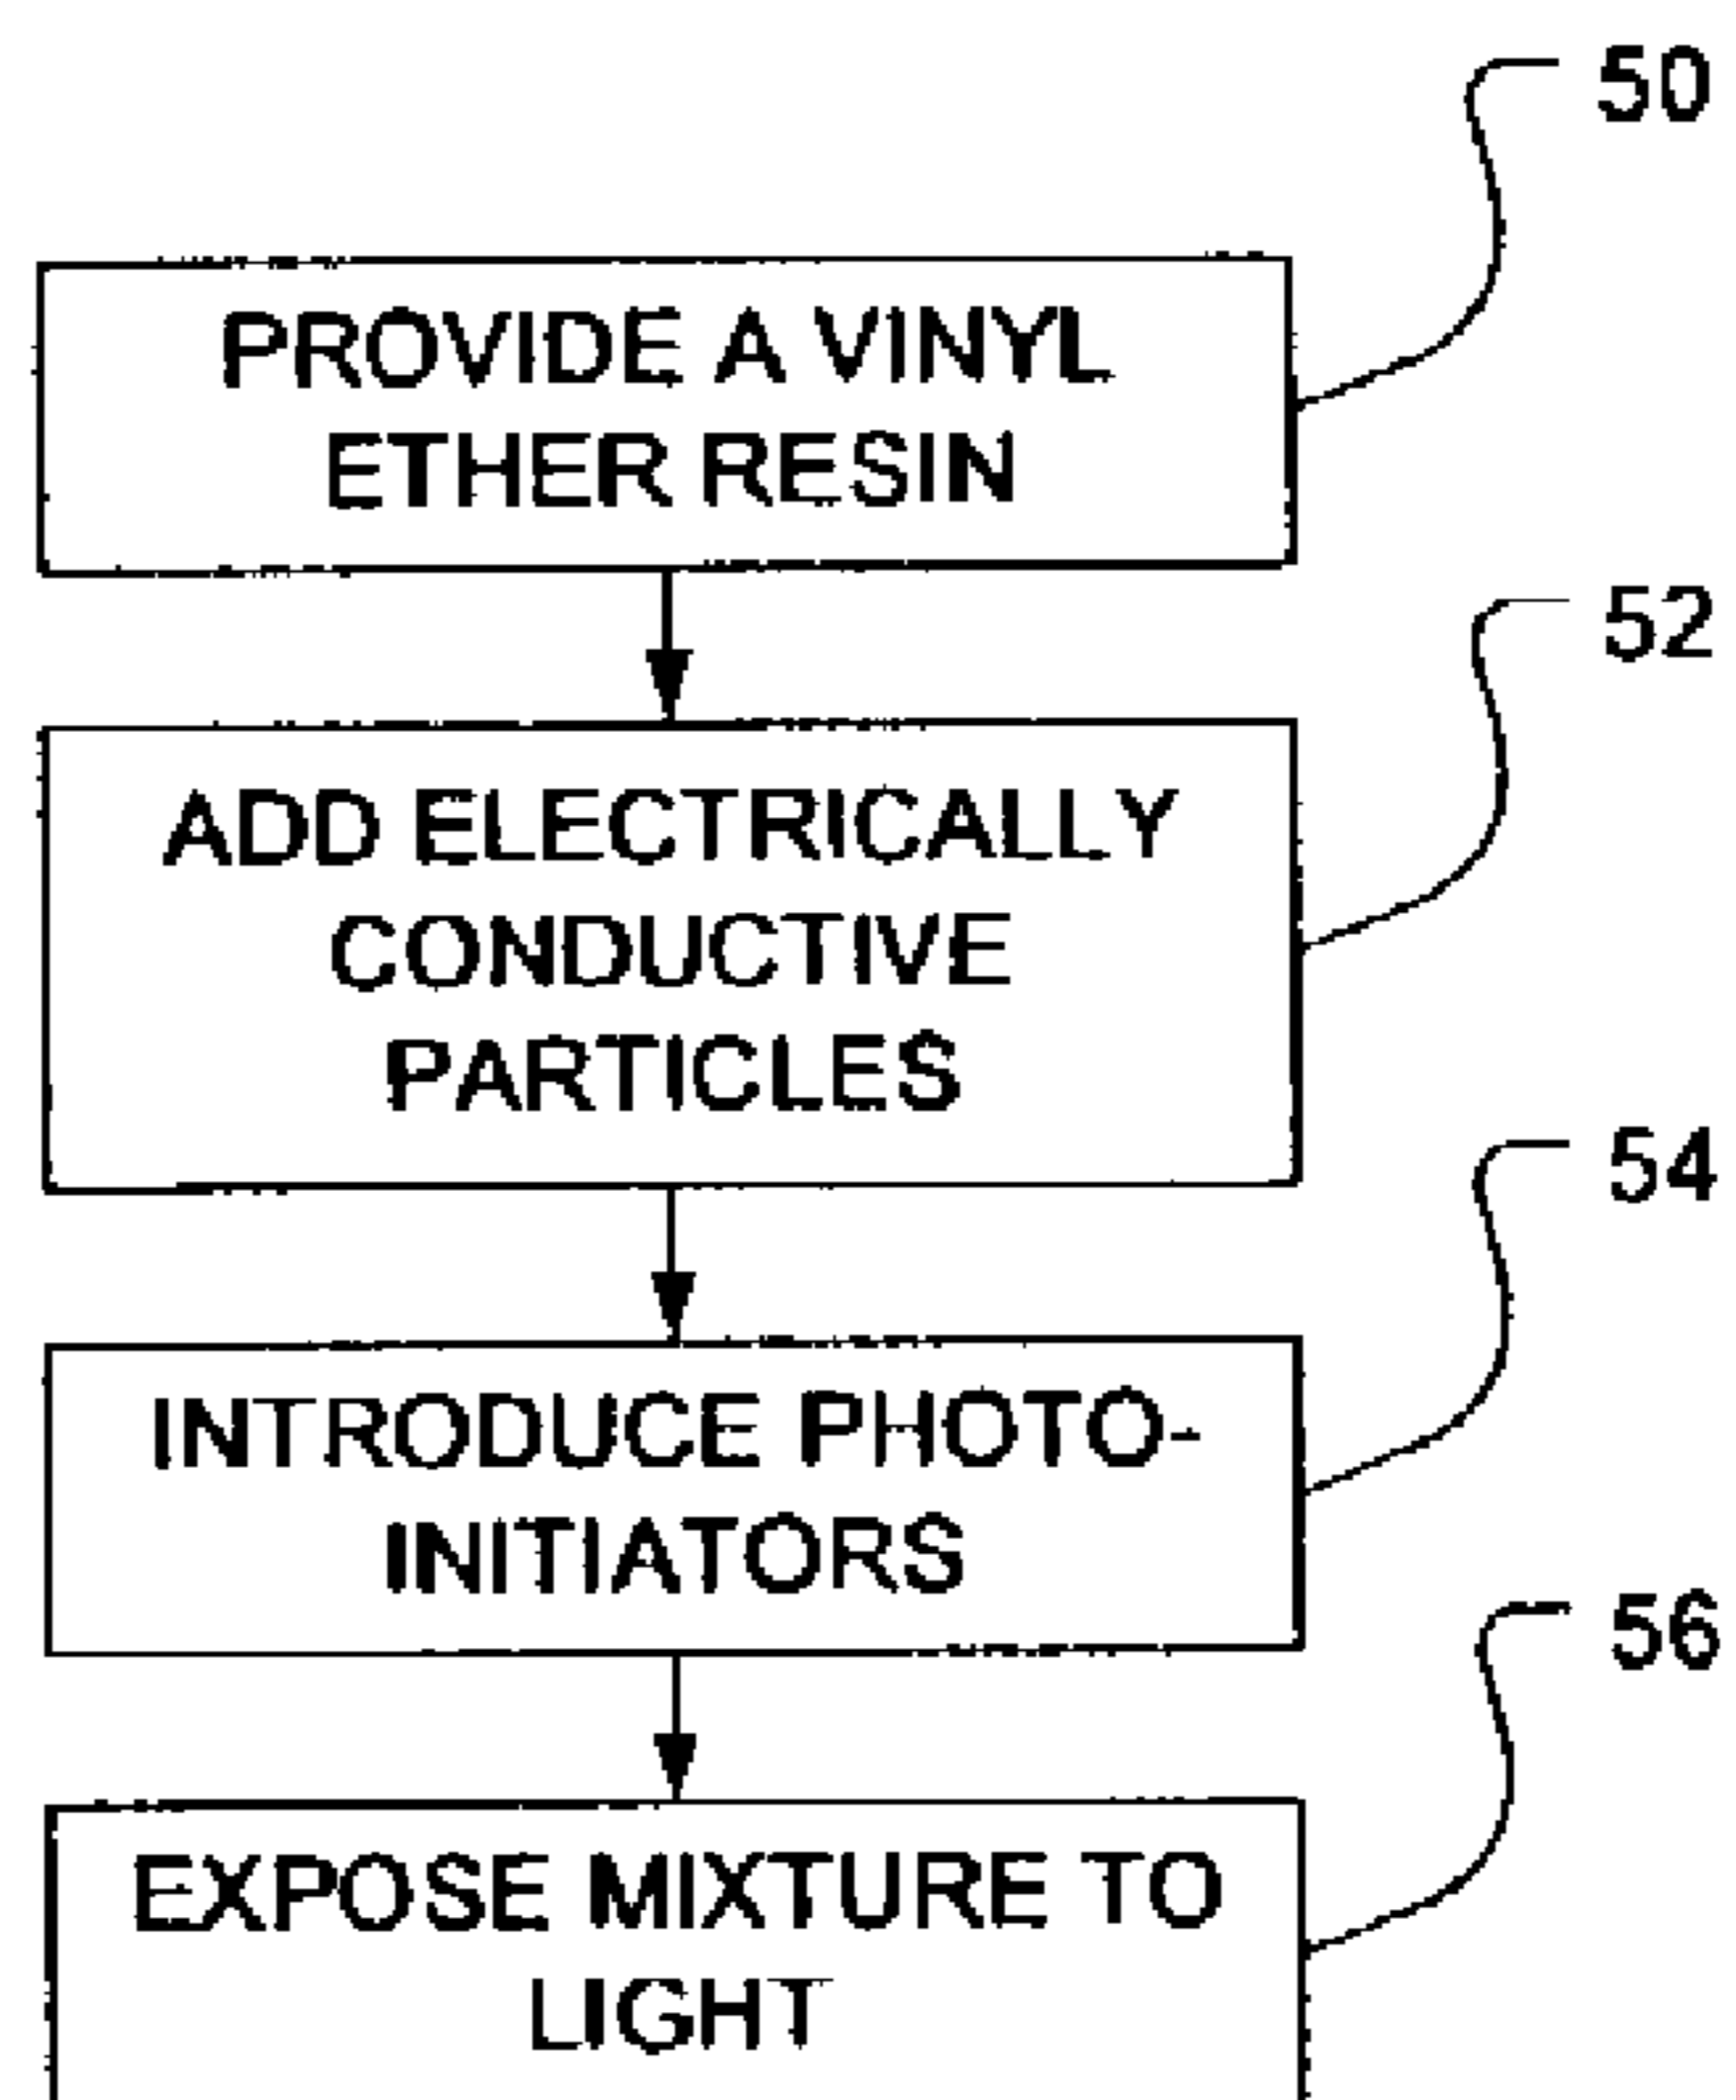 50
PROVIDE A VINYL
ETHER RESIN
52
ADD ELECTRICALLY
CONDUCTIVE
PARTICLES
54
INTRODUCE PHOTO-
INITIATORS
56
EXPOSE MIXTURE TO
LIGHT